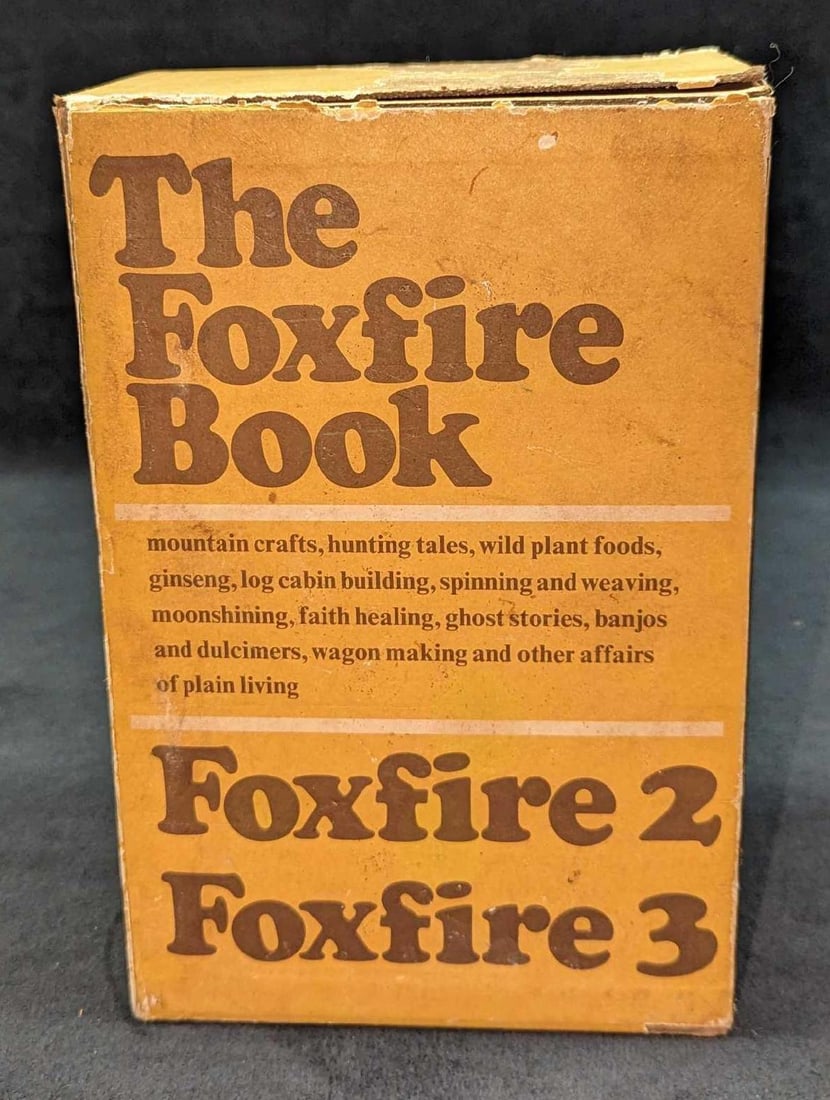 The
Foxfire
Book
mountain crafts, hunting tales, wild plant foods,
ginseng, log cabin building, spinning and weaving,
moonshining, faith healing, ghost stories, banjos
and dulcimers, wagon making and other affairs
of plain living
Foxfire 2
Foxfire 3